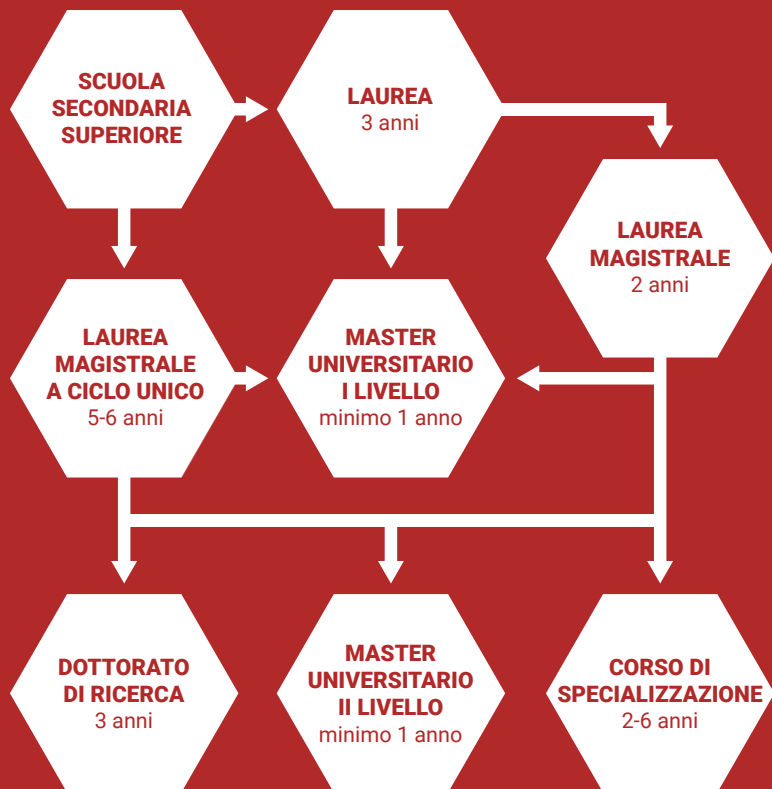 SCUOLA
SECONDARIA
SUPERIORE
LAUREA
3 anni
LAUREA
MAGISTRALE
2 anni
LAUREA
MAGISTRALE
A CICLO UNICO
5-6 anni
MASTER
UNIVERSITARIO
I LIVELLO
minimo 1 anno
DOTTORATO
DI RICERCA
3 anni
MASTER
UNIVERSITARIO
II LIVELLO
minimo 1 anno
CORSO DI
SPECIALIZZAZIONE
2-6 anni